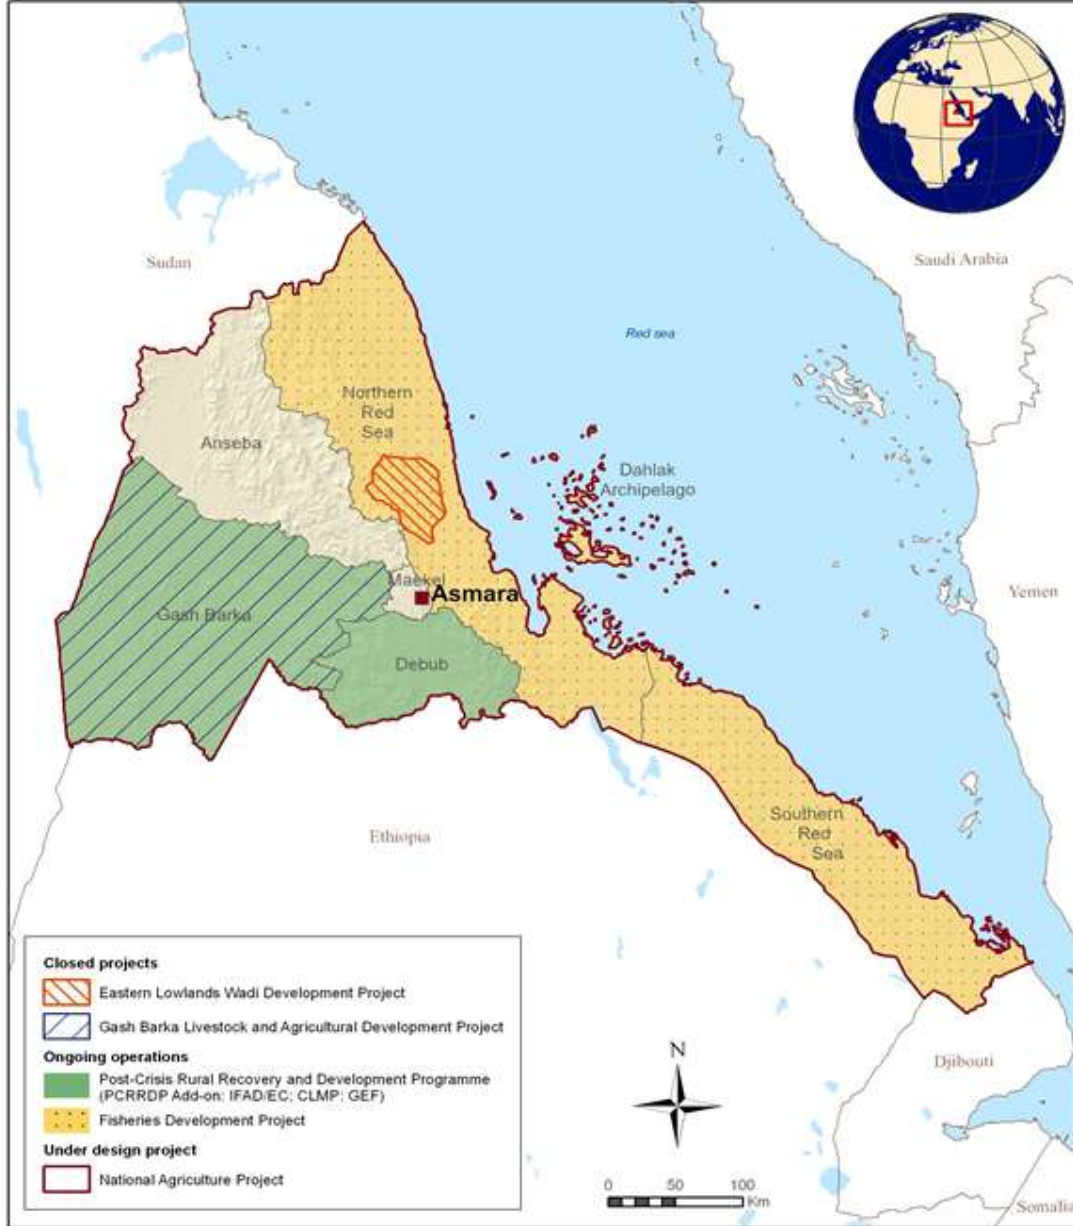 Sudan
Saudi Arabia
Red sea
Northern
Red
Sea
Anseba
Dahlak
Archipelago
Maekel
Asmara
Yemen
Gash Barka
Debub
Southern
Red
Sea
Ethiopia
Closed projects
Eastern Lowlands Wadi Development Project
Gash Barka Livestock and Agricultural Development Project
Ongoing operations
Post-Crisis Rural Recovery and Development Programme
(PCRRDP Add-on: IFAD/EC; CLMP; GEF)
Fisheries Development Project
Under design project
National Agriculture Project
N
0 50 100
Km
Djibouti
Somalia